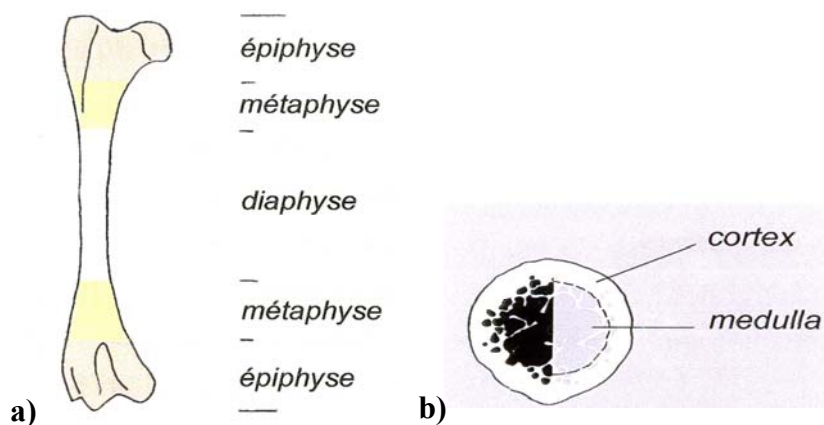 épiphyse
métaphyse
diaphyse
métaphyse
épiphyse
a)
cortex
medulla
b)